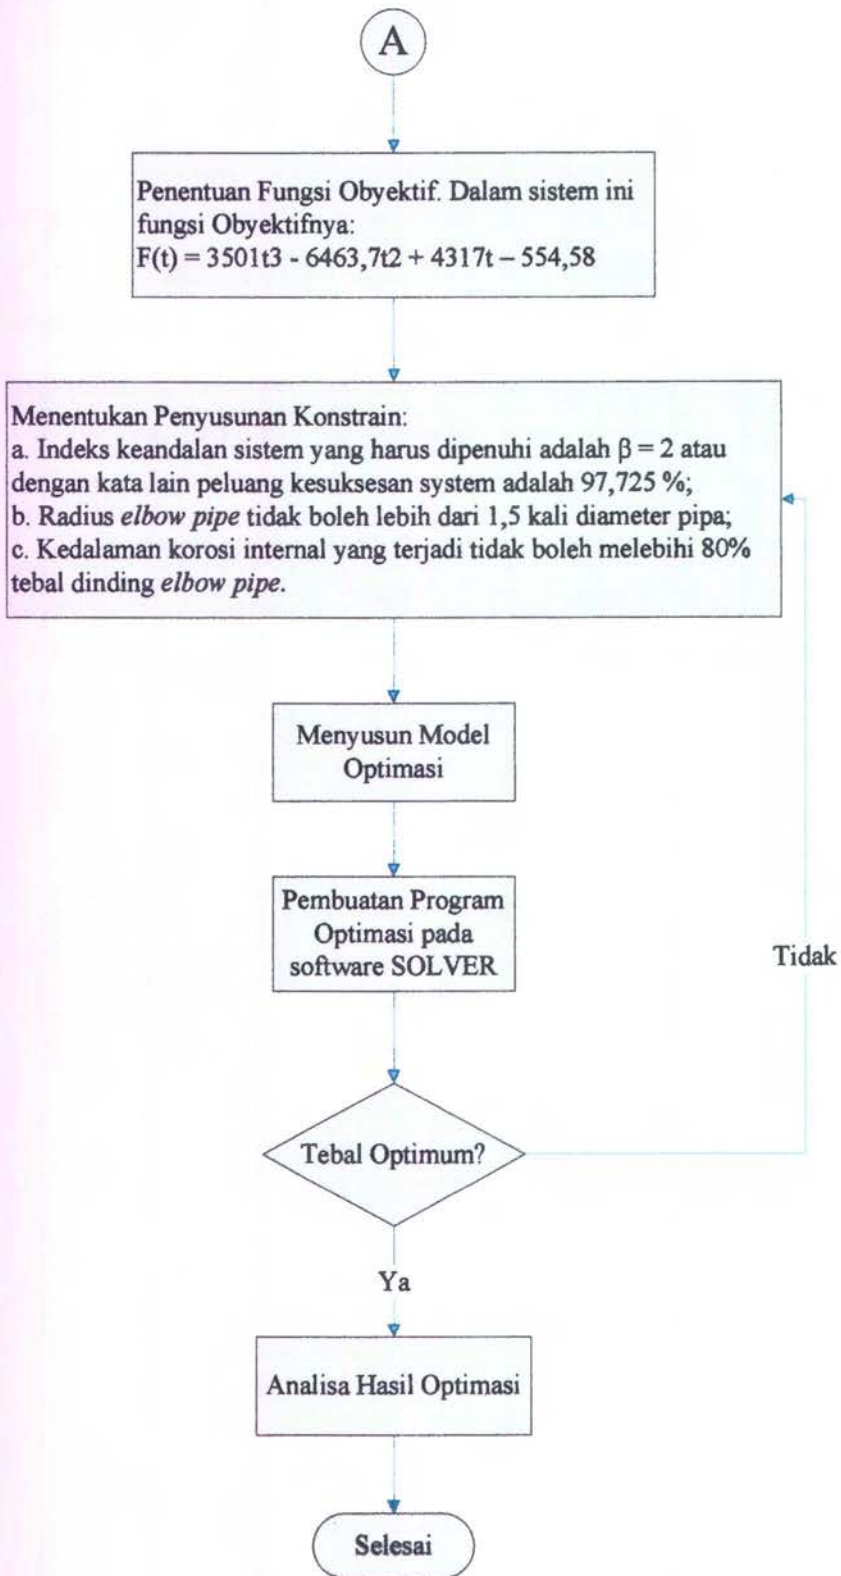 A
Penentuan Fungsi Obyektif. Dalam sistem ini
fungsi Obyektifnya:
F(t) = 3501t3 - 6463,7t2 + 4317t – 554,58
Menentukan Penyusunan Konstrain:
a. Indeks keandalan sistem yang harus dipenuhi adalah β = 2 atau
dengan kata lain peluang kesuksesan system adalah 97,725 %;
b. Radius elbow pipe tidak boleh lebih dari 1,5 kali diameter pipa;
c. Kedalaman korosi internal yang terjadi tidak boleh melebihi 80%
tebal dinding elbow pipe.
Menyusun Model
Optimasi
Pembuatan Program
Optimasi pada
software SOLVER
Tidak
Tebal Optimum?
Ya
Analisa Hasil Optimasi
Selesai